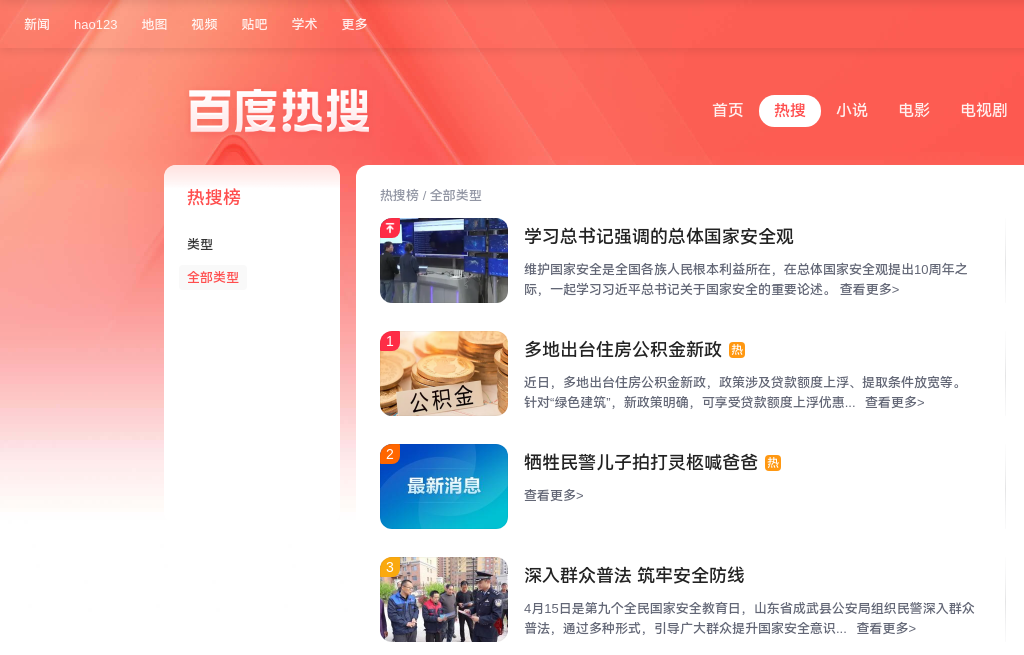 新闻 hao123 地图 视频 贴吧 学术 更多
百度热搜
首页 热搜 小说 电影 电视剧
热搜榜
类型
全部类型
热搜榜 / 全部类型
学习总书记强调的总体国家安全观
维护国家安全是全国各族人民根本利益所在，在总体国家安全观提出10周年之
际，一起学习习近平总书记关于国家安全的重要论述。 查看更多>
1
公积金
多地出台住房公积金新政 热
近日，多地出台住房公积金新政，政策涉及贷款额度上浮、提取条件放宽等。
针对“绿色建筑”，新政策明确，可享受贷款额度上浮优惠... 查看更多>
2
最新消息
牺牲民警儿子拍打灵柩喊爸爸 热
查看更多>
3
深入群众普法 筑牢安全防线
4月15日是第九个全民国家安全教育日，山东省成武县公安局组织民警深入群众
普法，通过多种形式，引导广大群众提升国家安全意识... 查看更多>